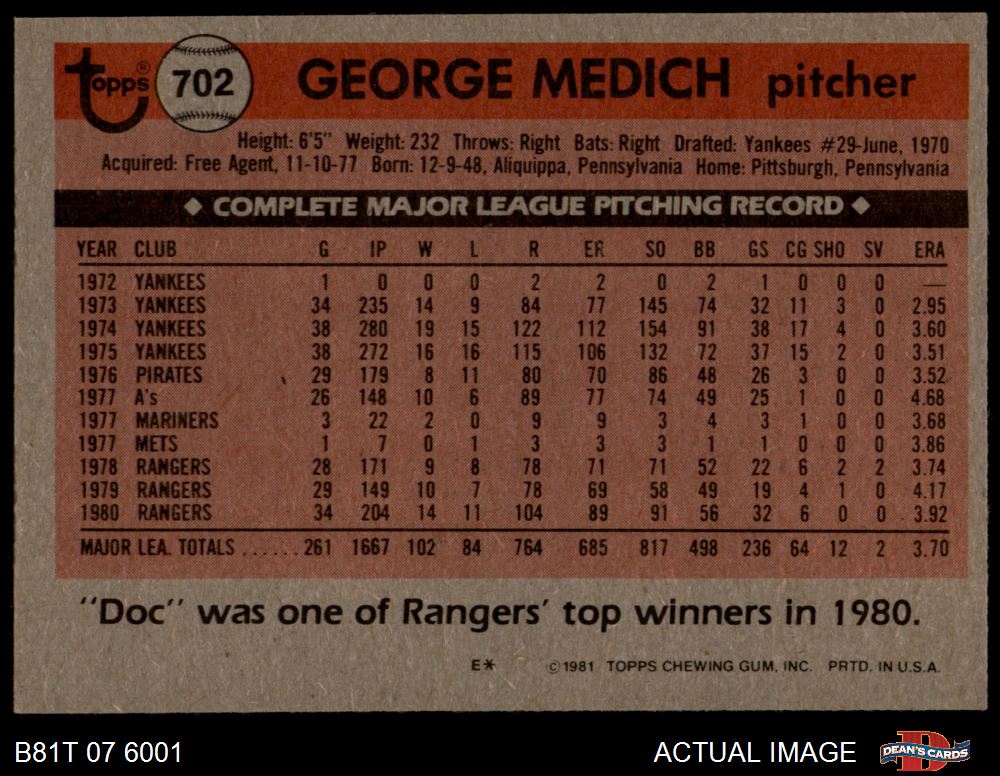 Topps® 702 GEORGE MEDICH pitcher
Height: 6'5" Weight: 232 Throws: Right Bats: Right Drafted: Yankees #29-June, 1970
Acquired: Free Agent, 11-10-77 Born: 12-9-48, Aliquippa, Pennsylvania Home: Pittsburgh, Pennsylvania
◆ COMPLETE MAJOR LEAGUE PITCHING RECORD ◆
YEAR CLUB G IP W L R ER SO BB GS CG SHO SV ERA
1972 YANKEES 1 0 0 0 2 2 0 2 1 0 0 0 —
1973 YANKEES 34 235 14 9 84 77 145 74 32 11 3 0 2.95
1974 YANKEES 38 280 19 15 122 112 154 91 38 17 4 0 3.60
1975 YANKEES 38 272 16 16 115 106 132 72 37 15 2 0 3.51
1976 PIRATES 29 179 8 11 80 70 86 48 26 3 0 0 3.52
1977 A's 26 148 10 6 89 77 74 49 25 1 0 0 4.68
1977 MARINERS 3 22 2 0 9 9 3 4 3 1 0 0 3.68
1977 METS 1 7 0 1 3 3 3 1 1 0 0 0 3.86
1978 RANGERS 28 171 9 8 78 71 71 52 22 6 2 2 3.74
1979 RANGERS 29 149 10 7 78 69 58 49 19 4 1 0 4.17
1980 RANGERS 34 204 14 11 104 89 91 56 32 6 0 0 3.92
MAJOR LEA. TOTALS ...... 261 1667 102 84 764 685 817 498 236 64 12 2 3.70
"Doc" was one of Rangers' top winners in 1980.
E* ©1981 TOPPS CHEWING GUM, INC. PRTD. IN U.S.A.
B81T 07 6001 ACTUAL IMAGE DEAN'S CARDS